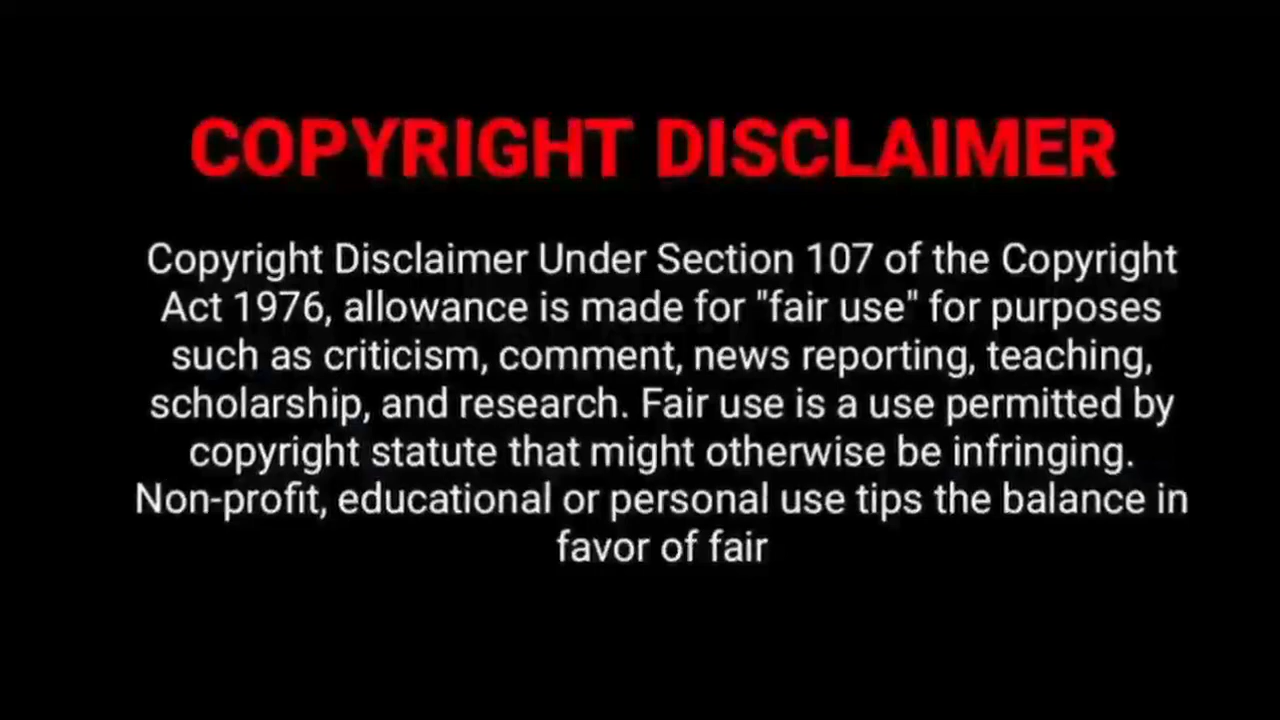 COPYRIGHT DISCLAIMER
Copyright Disclaimer Under Section 107 of the Copyright
Act 1976, allowance is made for "fair use" for purposes
such as criticism, comment, news reporting, teaching,
scholarship, and research. Fair use is a use permitted by
copyright statute that might otherwise be infringing.
Non-profit, educational or personal use tips the balance in
favor of fair